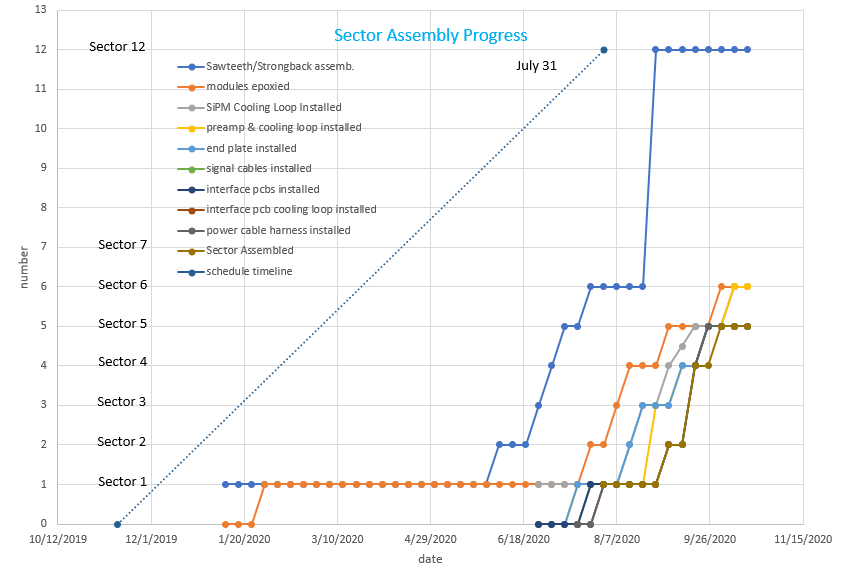 Sector Assembly Progress
13
12
11
10
9
8
7
6
5
4
3
2
1
0
number
Sector 12
July 31
Sawteeth/Strongback assemb.
modules epoxied
SiPM Cooling Loop Installed
preamp & cooling loop installed
end plate installed
signal cables installed
interface pcbs installed
interface pcb cooling loop installed
power cable harness installed
Sector Assembled
schedule timeline
Sector 7
Sector 6
Sector 5
Sector 4
Sector 3
Sector 2
Sector 1
10/12/2019 12/1/2019 1/20/2020 3/10/2020 4/29/2020 6/18/2020 8/7/2020 9/26/2020 11/15/2020
date